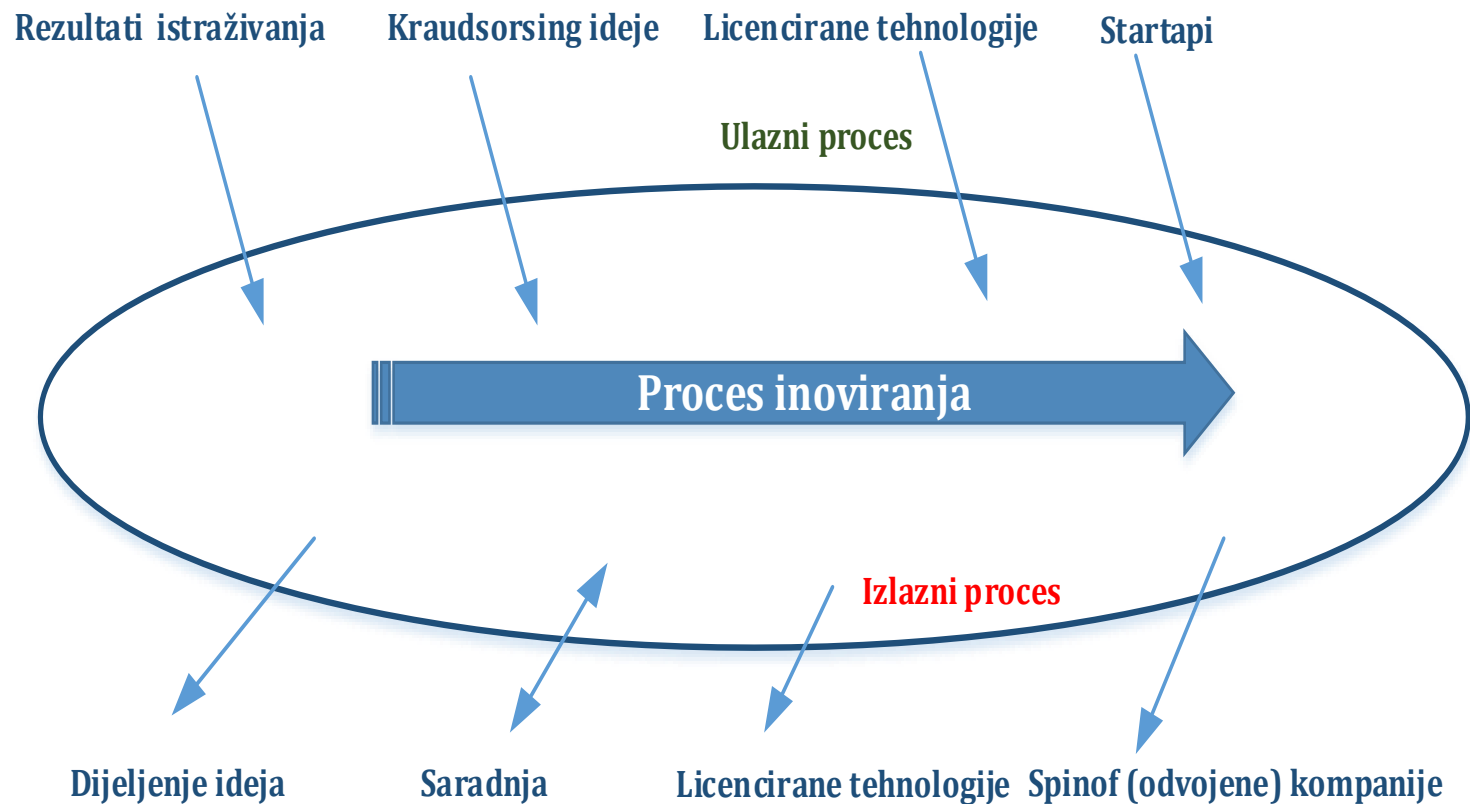 Rezultati istraživanja
Kraudsorsing ideje
Licencirane tehnologije
Startapi
Ulazni proces
Proces inoviranja
Izlazni proces
Dijeljenje ideja
Saradnja
Licencirane tehnologije
Spinof (odvojene) kompanije